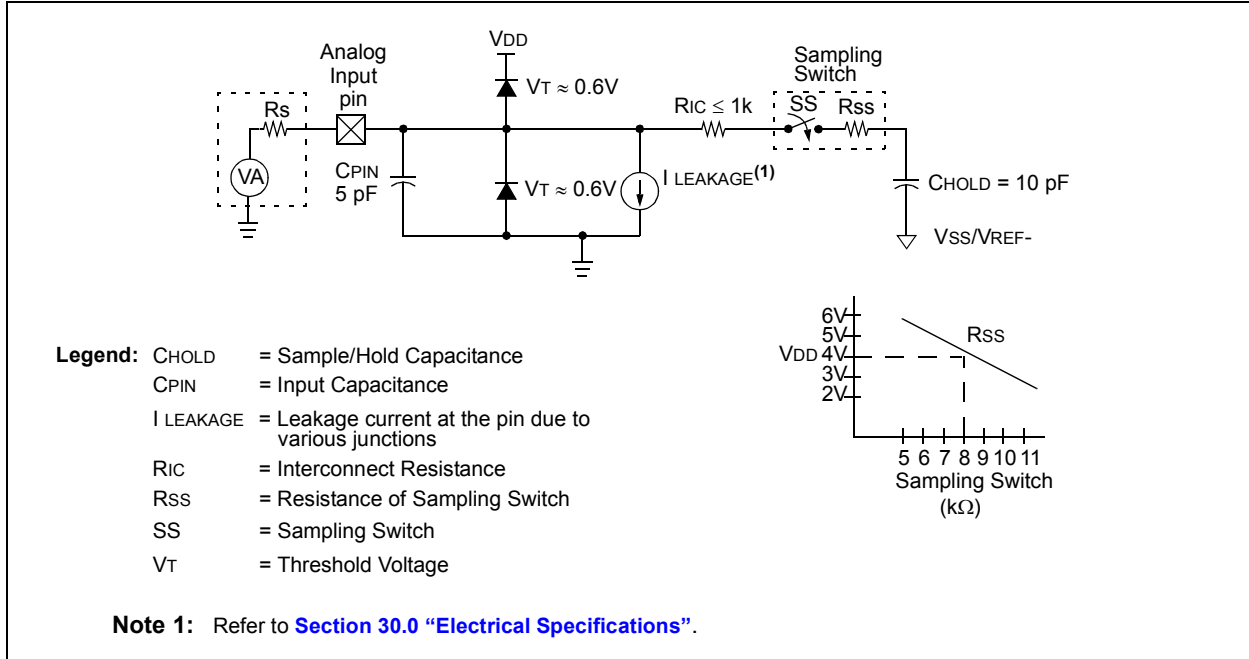 VDD
Analog
Input
pin
Sampling
Switch
VT ≈ 0.6V
RIC ≤ 1k
SS
Rss
Rs
VA
CPIN
5 pF
VT ≈ 0.6V
I LEAKAGE(1)
CHOLD = 10 pF
VSS/VREF-
6V
5V
VDD 4V
3V
2V
RSS
5 6 7 8 9 10 11
Sampling Switch
(kΩ)
Legend: CHOLD = Sample/Hold Capacitance
CPIN = Input Capacitance
I LEAKAGE = Leakage current at the pin due to
various junctions
RIC = Interconnect Resistance
RSS = Resistance of Sampling Switch
SS = Sampling Switch
VT = Threshold Voltage
Note 1: Refer to Section 30.0 “Electrical Specifications”.